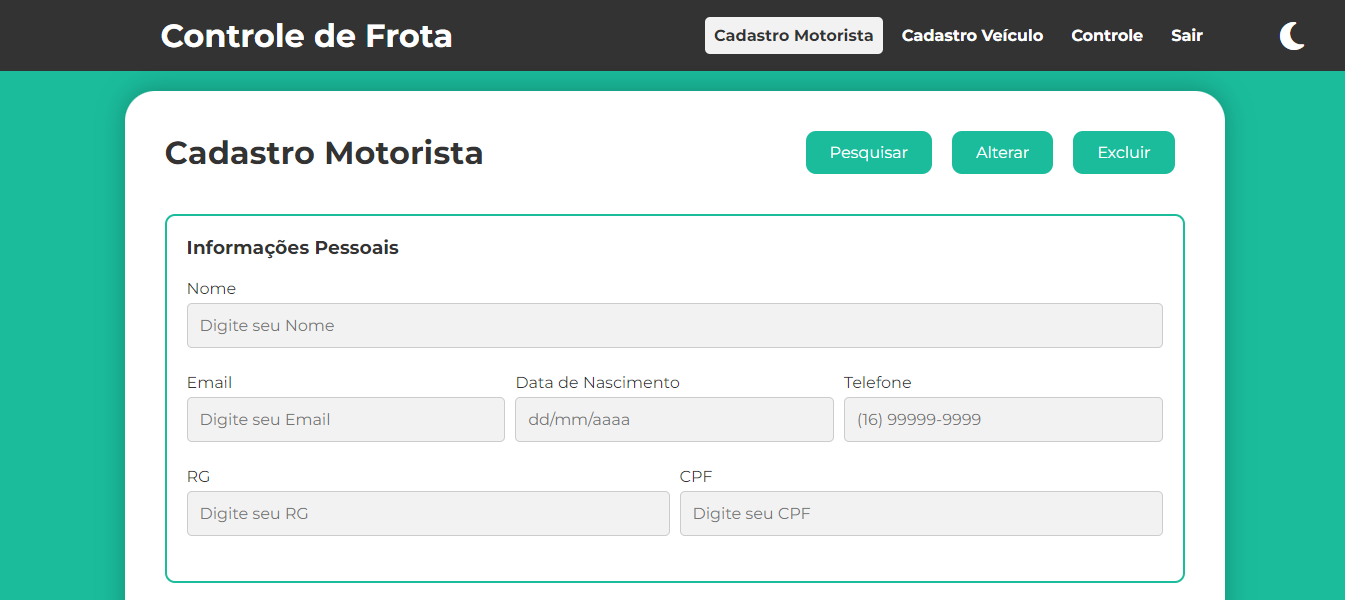 Controle de Frota
Cadastro Motorista
Cadastro Veículo
Controle
Sair
Cadastro Motorista
Pesquisar
Alterar
Excluir
Informações Pessoais
Nome
Digite seu Nome
Email
Data de Nascimento
Telefone
Digite seu Email
dd/mm/aaaa
(16) 99999-9999
RG
CPF
Digite seu RG
Digite seu CPF